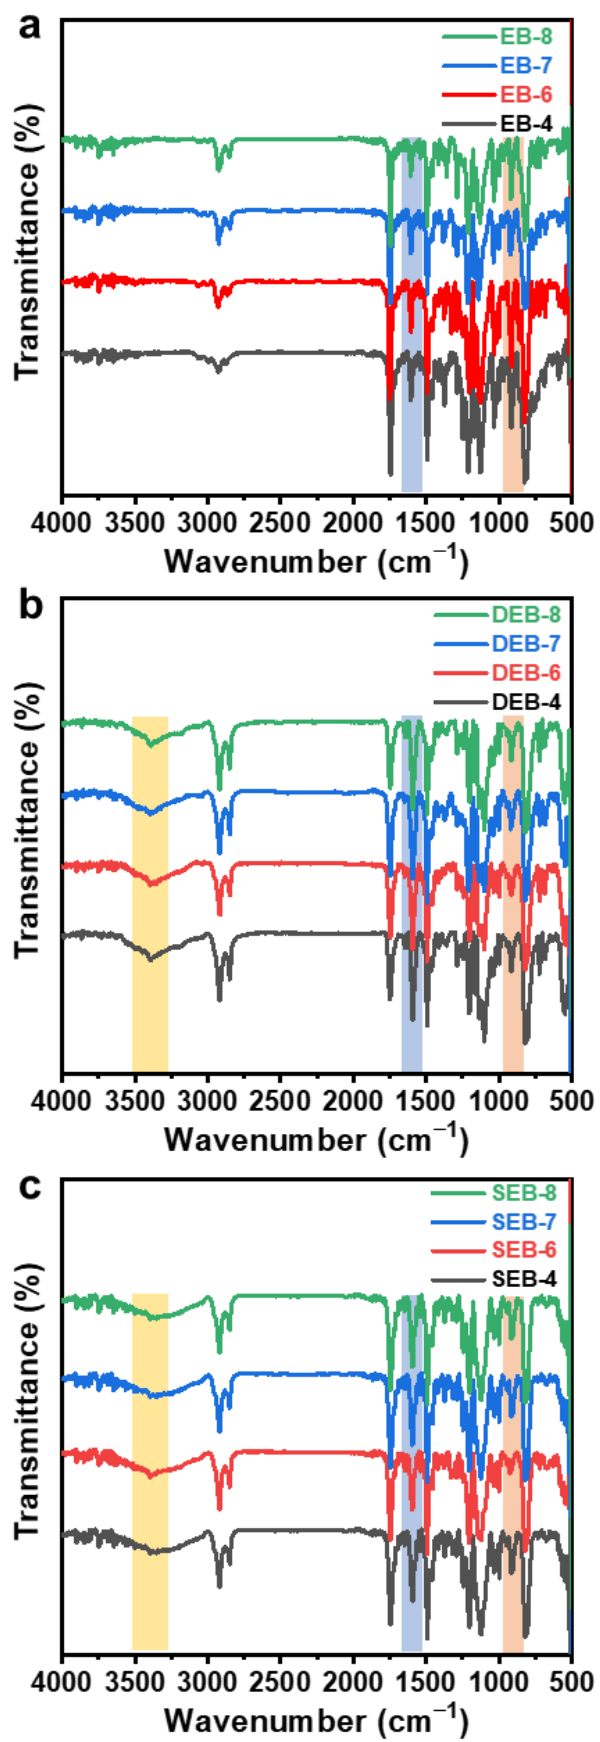 a
EB-8
EB-7
EB-6
EB-4
Transmittance (%)
4000 3500 3000 2500 2000 1500 1000 500
Wavenumber (cm⁻¹)
b
DEB-8
DEB-7
DEB-6
DEB-4
Transmittance (%)
4000 3500 3000 2500 2000 1500 1000 500
Wavenumber (cm⁻¹)
c
SEB-8
SEB-7
SEB-6
SEB-4
Transmittance (%)
4000 3500 3000 2500 2000 1500 1000 500
Wavenumber (cm⁻¹)